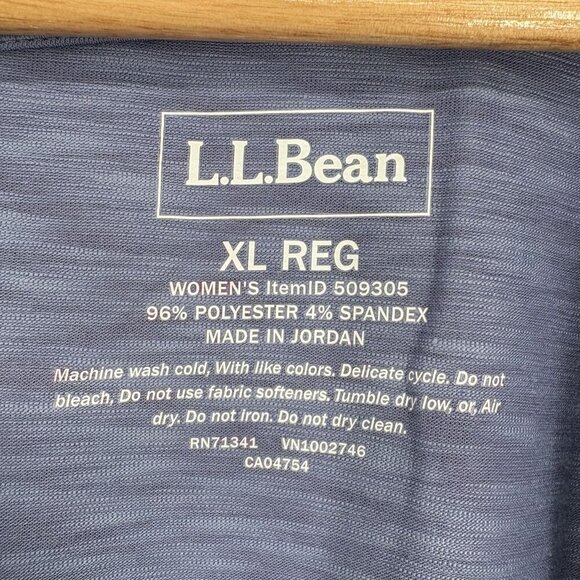 L.L.Bean
XL REG
WOMEN'S ItemID 509305
96% POLYESTER 4% SPANDEX
MADE IN JORDAN
Machine wash cold, With like colors. Delicate cycle. Do not
bleach, Do not use fabric softeners. Tumble dry low, or, Air
dry. Do not iron. Do not dry clean.
RN71341 VN1002746
CA04754